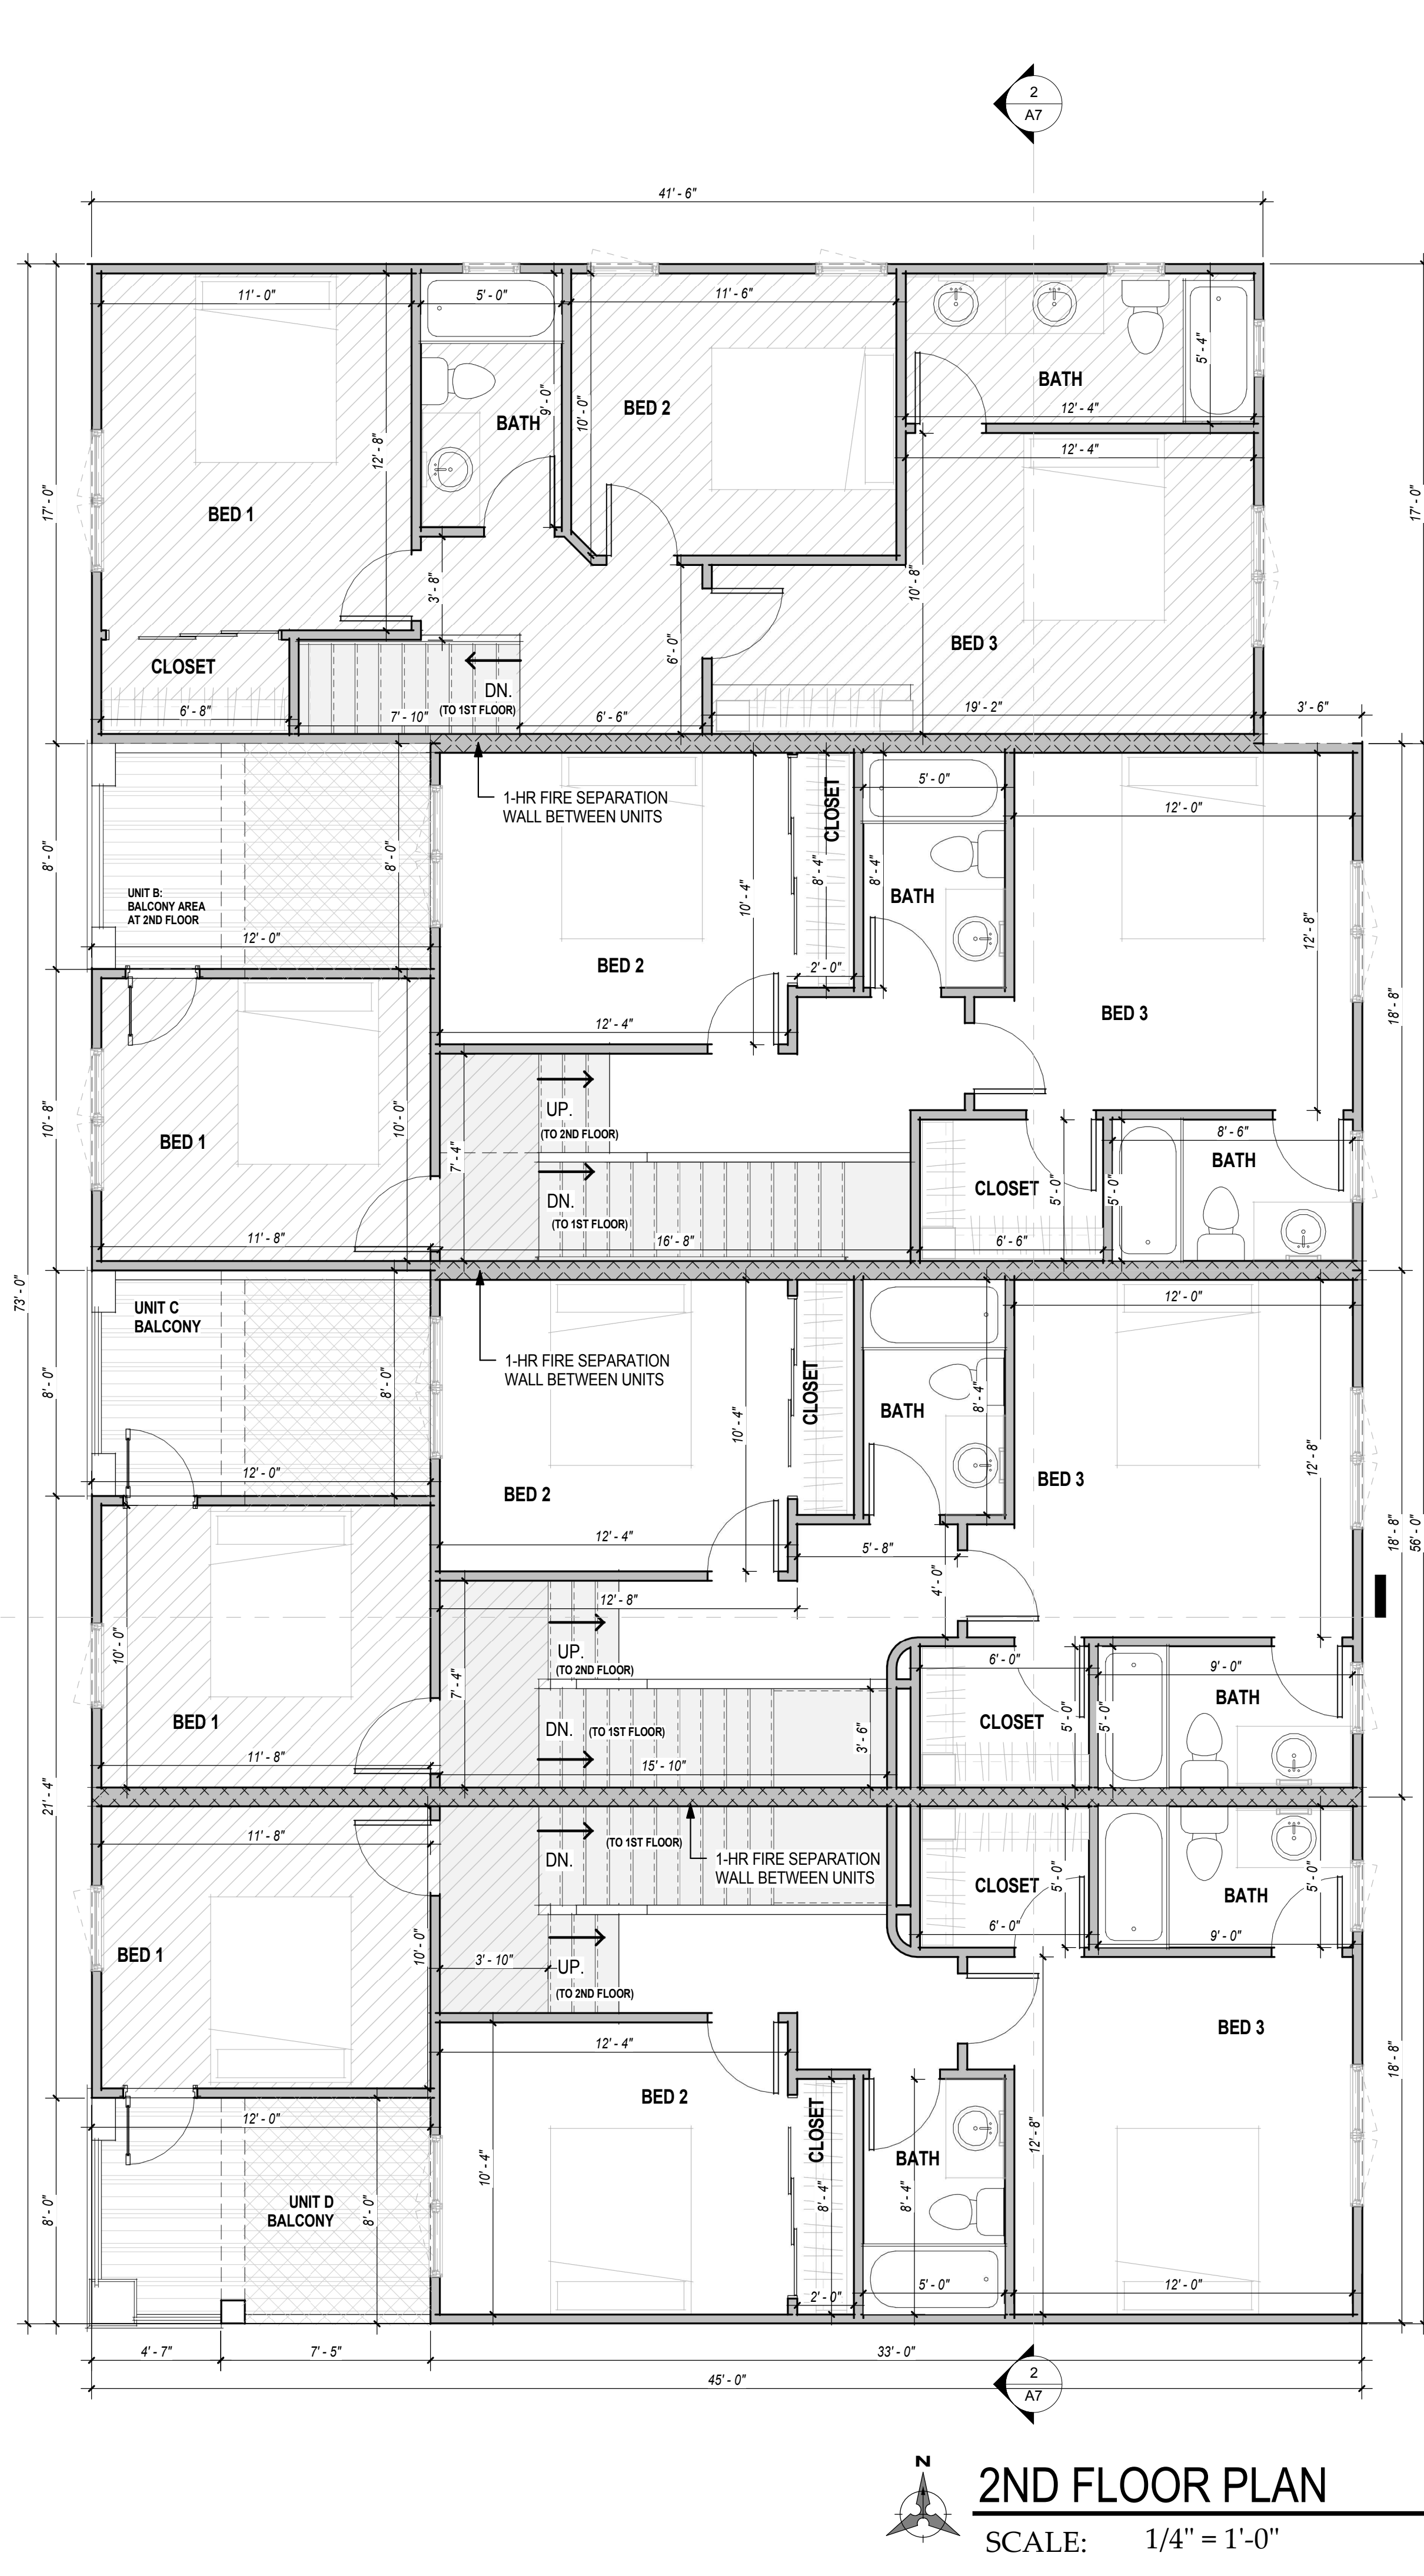 2
A7
41' - 6"
11' - 0"
5' - 0"
11' - 6"
5' - 4"
BATH
12' - 4"
12' - 4"
BED 2
9' - 0"
10' - 0"
BATH
12' - 8"
17' - 0"
17' - 0"
BED 1
3' - 8"
10' - 8"
6' - 0"
BED 3
CLOSET
DN.
(TO 1ST FLOOR)
6' - 8"
7' - 10"
6' - 6"
19' - 2"
3' - 6"
1-HR FIRE SEPARATION
WALL BETWEEN UNITS
CLOSET
5' - 0"
12' - 0"
8' - 0"
8' - 0"
8' - 4"
8' - 4"
UNIT B:
BALCONY AREA
AT 2ND FLOOR
BATH
10' - 4"
12' - 8"
12' - 0"
BED 2
2' - 0"
12' - 4"
BED 3
18' - 8"
10' - 8"
10' - 0"
UP.
(TO 2ND FLOOR)
BED 1
7' - 4"
8' - 6"
BATH
DN.
(TO 1ST FLOOR)
CLOSET
5' - 0"
5' - 0"
11' - 8"
16' - 8"
6' - 6"
73' - 0"
UNIT C
BALCONY
12' - 0"
1-HR FIRE SEPARATION
WALL BETWEEN UNITS
8' - 0"
8' - 0"
CLOSET
8' - 4"
BATH
10' - 4"
12' - 8"
12' - 0"
BED 2
BED 3
12' - 4"
5' - 8"
18' - 8"
56' - 0"
4' - 0"
12' - 8"
10' - 0"
UP.
(TO 2ND FLOOR)
6' - 0"
9' - 0"
7' - 4"
BATH
BED 1
DN.
(TO 1ST FLOOR)
3' - 6"
CLOSET
5' - 0"
5' - 0"
11' - 8"
15' - 10"
21' - 4"
11' - 8"
(TO 1ST FLOOR)
DN.
1-HR FIRE SEPARATION
WALL BETWEEN UNITS
CLOSET
5' - 0"
5' - 0"
BATH
6' - 0"
9' - 0"
BED 1
10' - 0"
3' - 10"
UP.
(TO 2ND FLOOR)
BED 3
12' - 4"
BED 2
18' - 8"
12' - 0"
CLOSET
12' - 8"
BATH
10' - 4"
8' - 4"
8' - 4"
UNIT D
BALCONY
8' - 0"
8' - 0"
2' - 0"
5' - 0"
12' - 0"
4' - 7"
7' - 5"
33' - 0"
45' - 0"
2
A7
N
2ND FLOOR PLAN
SCALE: 1/4" = 1'-0"